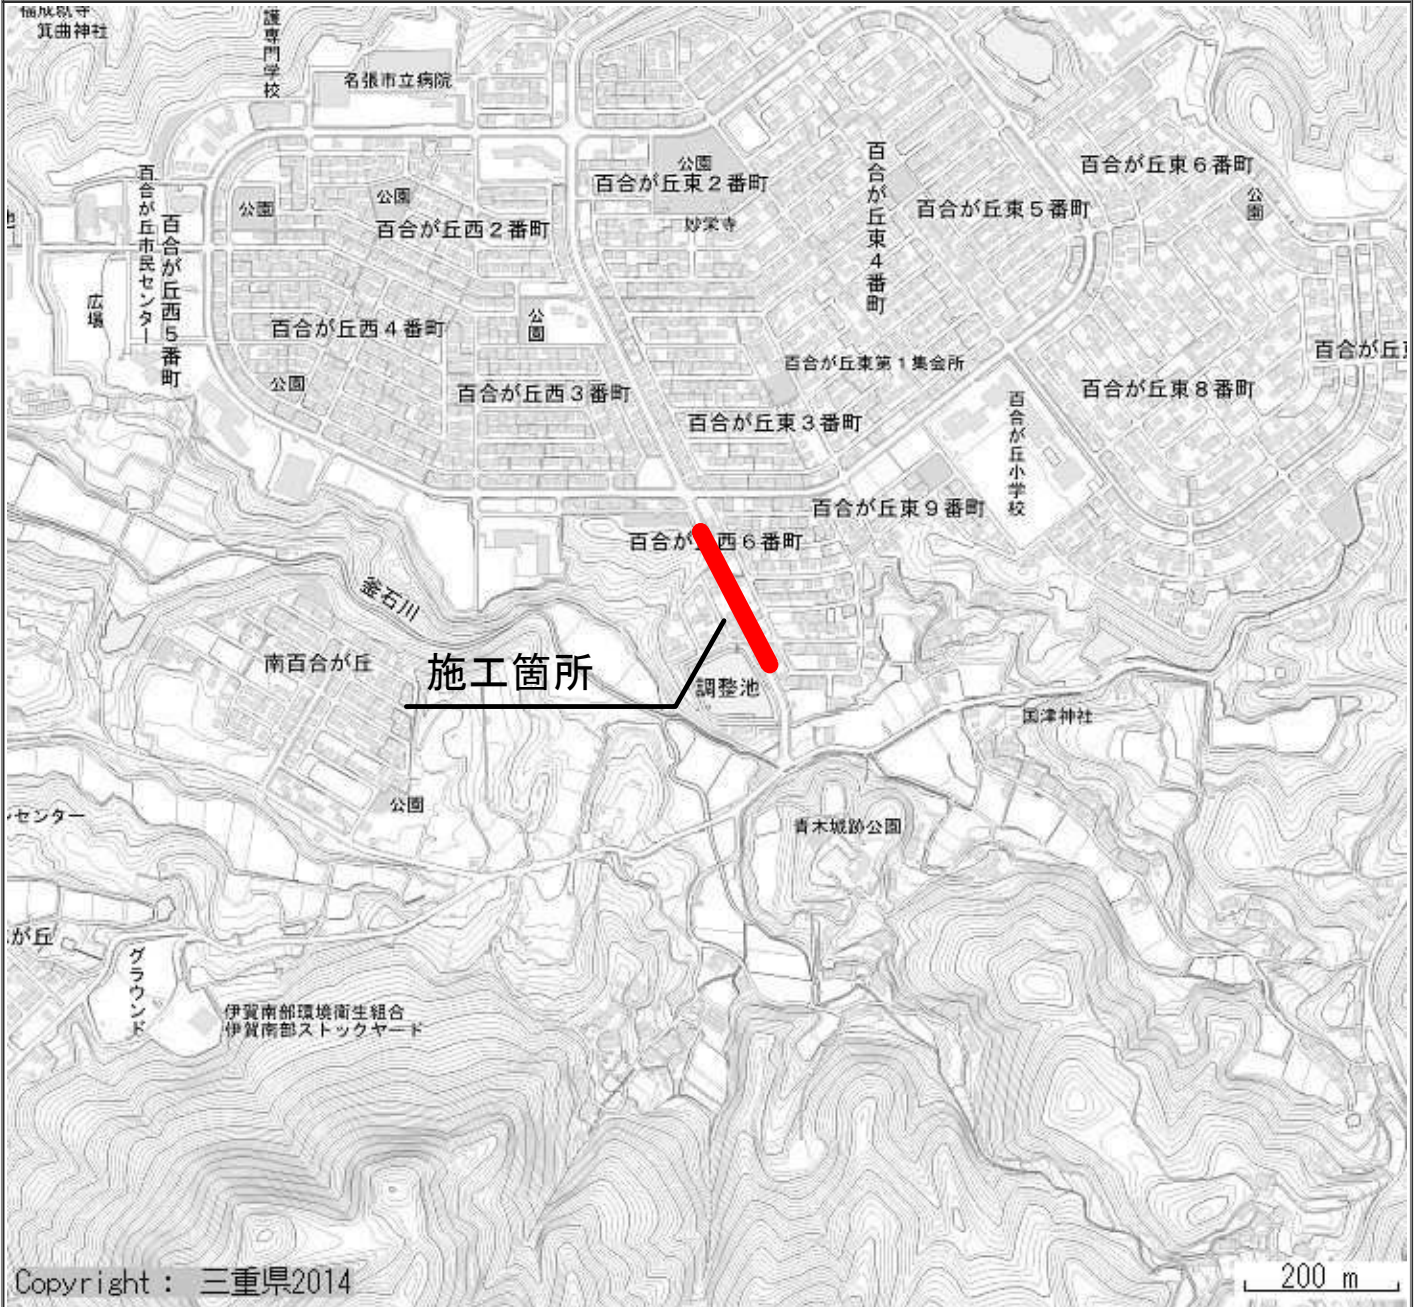 箕曲神社
護専門学校
名張市立病院
公園
百合が丘東２番町
妙栄寺
百合が丘東４番町
百合が丘東６番町
公園
百合が丘東５番町
百合が丘市民センター
百合が丘西５番町
公園
公園
百合が丘西２番町
広場
百合が丘西４番町
公園
公園
百合が丘西３番町
百合が丘東第１集会所
百合が丘東３番町
百合が丘小学校
百合が丘東８番町
百合が丘
百合が丘東９番町
百合が 西６番町
釜石川
南百合が丘
施工箇所
調整池
国津神社
公園
センター
青木城跡公園
が丘
グラウンド
伊賀南部環境衛生組合
伊賀南部ストックヤード
Copyright : 三重県2014
200 m